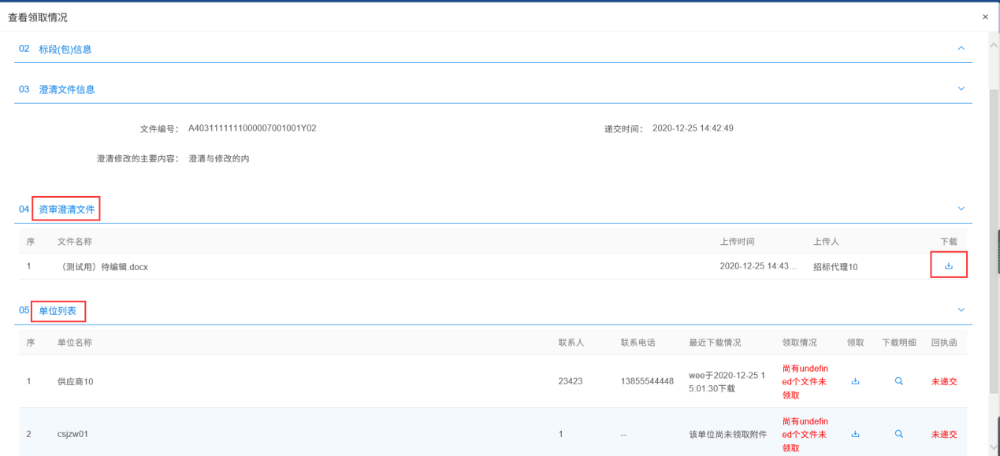 查看领取情况 ×
02 标段(包)信息
03 澄清文件信息
文件编号： A4031111111000007001001Y02 递交时间： 2020-12-25 14:42:49
澄清修改的主要内容： 澄清与修改的内
04 资审澄清文件
序 文件名称 上传时间 上传人 下载
1 （测试用）待编辑.docx 2020-12-25 14:43... 招标代理10
05 单位列表
序 单位名称 联系人 联系电话 最近下载情况 领取情况 领取 下载明细 回执函
1 供应商10 23423 13855544448 wee于2020-12-25 1
5:01:30下载
尚有undefin
ed个文件未
领取
未递交
2 csjzw01 1 -- 该单位尚未领取附件
尚有undefin
ed个文件未
领取
未递交